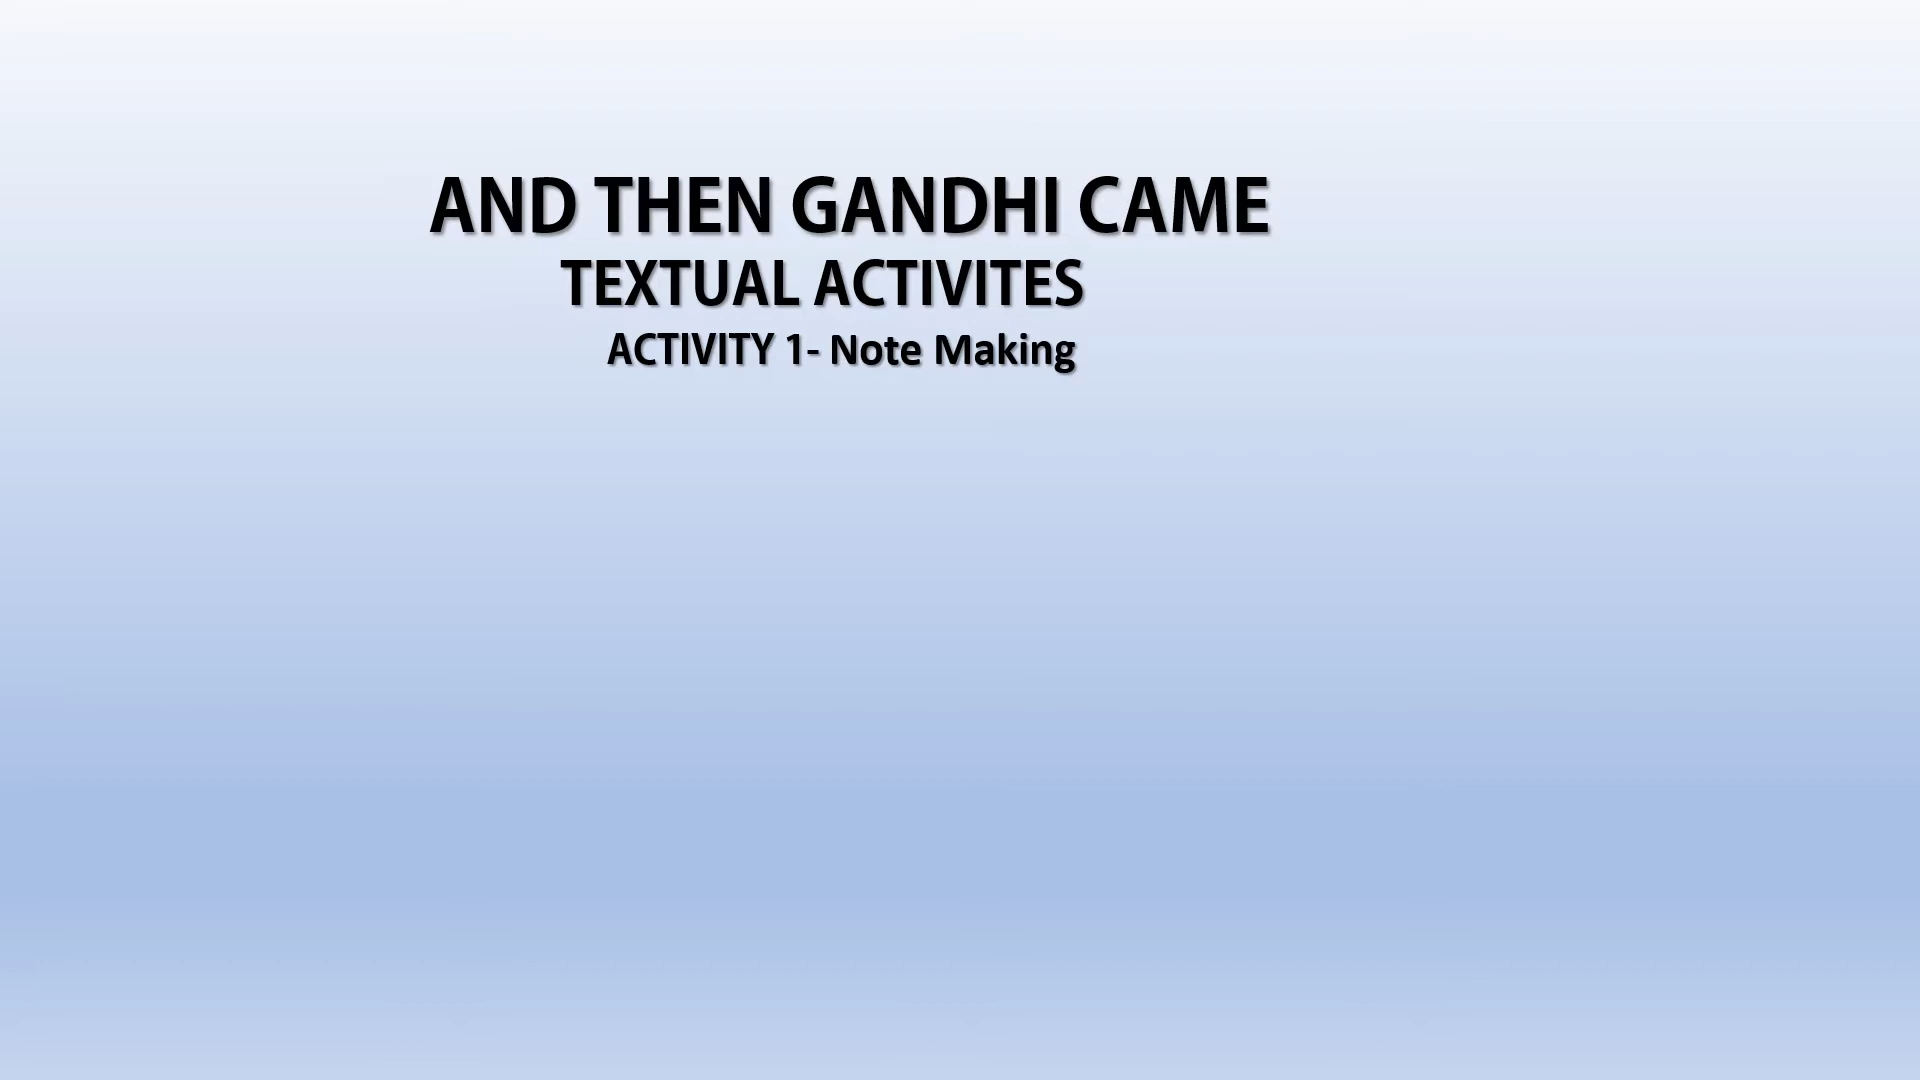 AND THEN GANDHI CAME
TEXTUAL ACTIVITES
ACTIVITY 1- Note Making